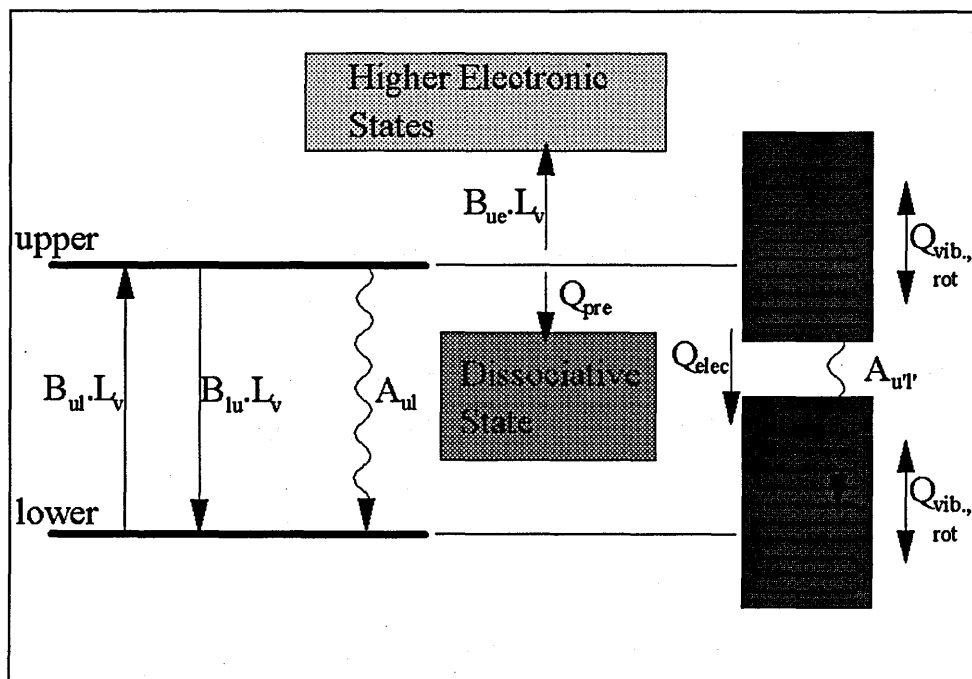 Higher Electronic
States
B_ue.L_v
upper
Q_vib.,
rot
Q_pre
Q_elec
A_u'l'
B_ul.L_v
B_lu.L_v
A_ul
Dissociative
State
lower
Q_vib.,
rot